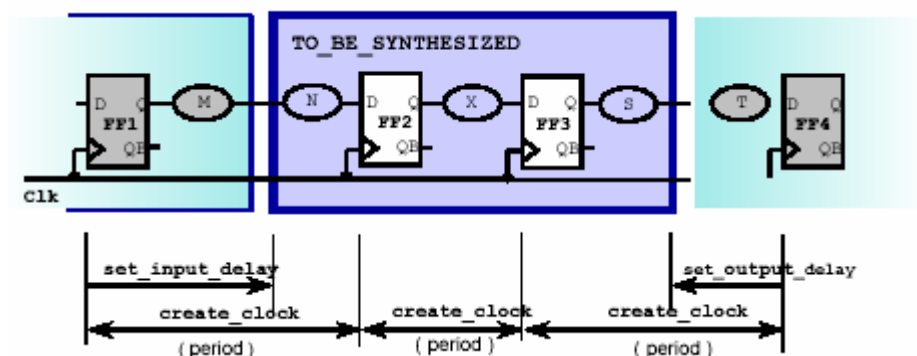 TO_BE_SYNTHESIZED
D Q M N D Q X D Q S T D Q
FF1 FF2 FF3 FF4
QB QB QB QB
Clk
set_input_delay set_output_delay
create_clock create_clock create_clock
( period ) ( period ) ( period )